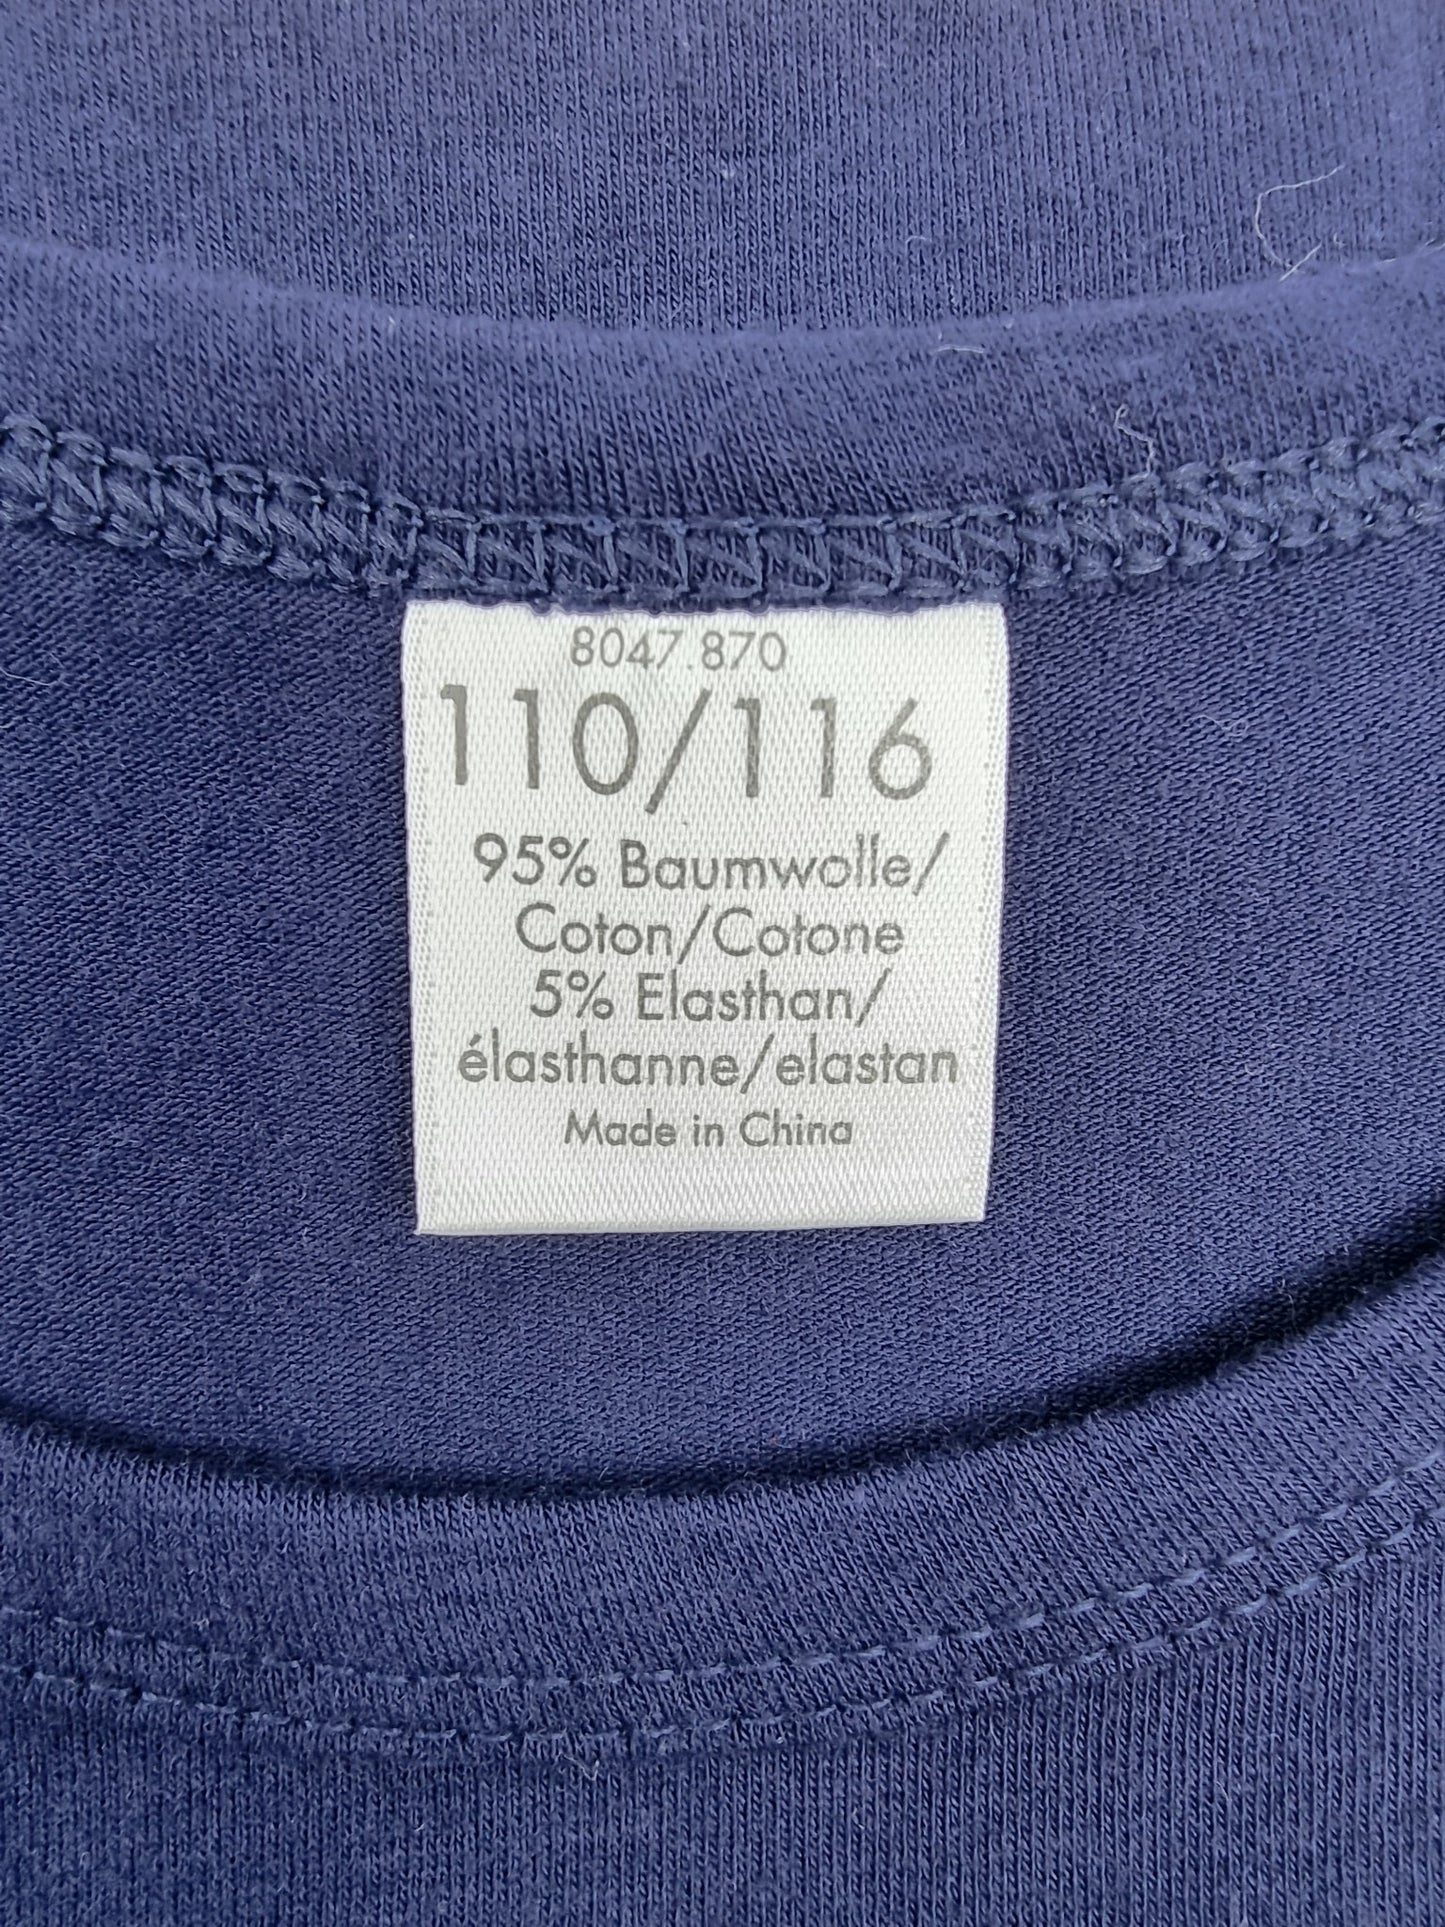 8047.870
110/116
95% Baumwolle/
Coton/Cotone
5% Elasthan/
élasthanne/elastan
Made in China